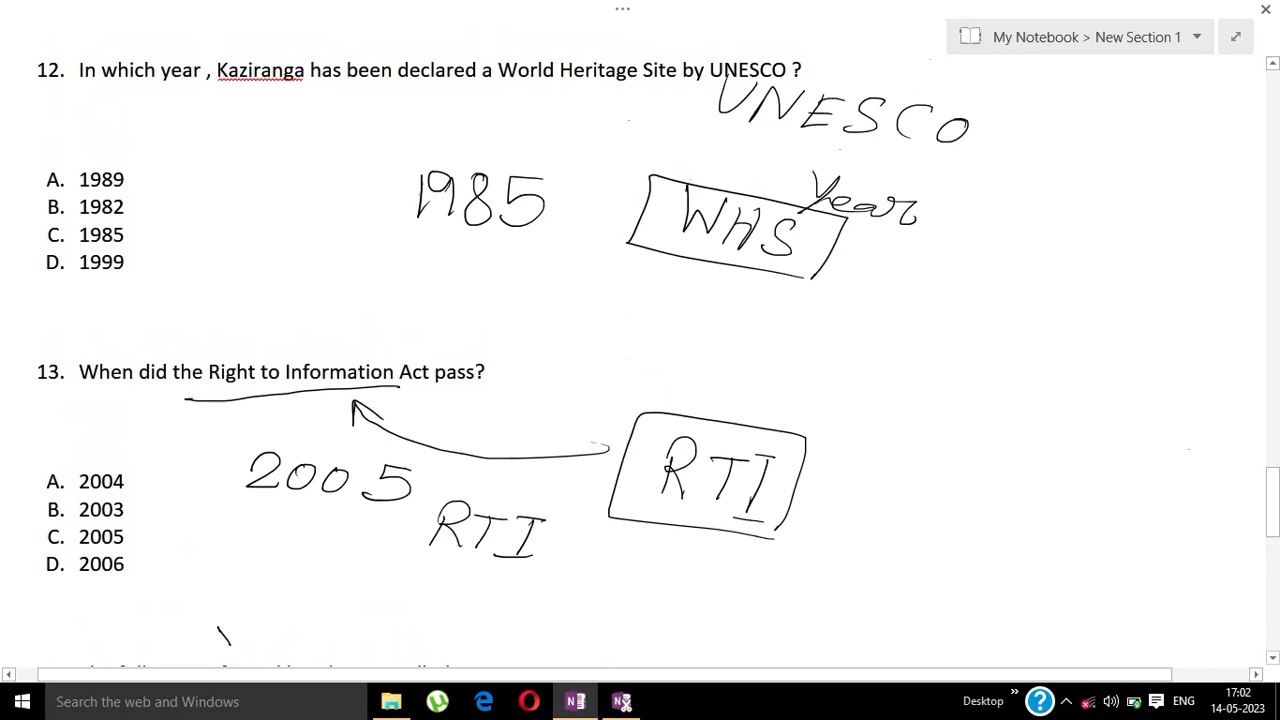 My Notebook > New Section 1
12. In which year , Kaziranga has been declared a World Heritage Site by UNESCO ?
UNESCO
A. 1989
B. 1982
C. 1985
D. 1999
1985
WHS
Year
13. When did the Right to Information Act pass?
A. 2004
B. 2003
C. 2005
D. 2006
2005
RTI
RTI
Search the web and Windows
Desktop
ENG
17:02
14-05-2023